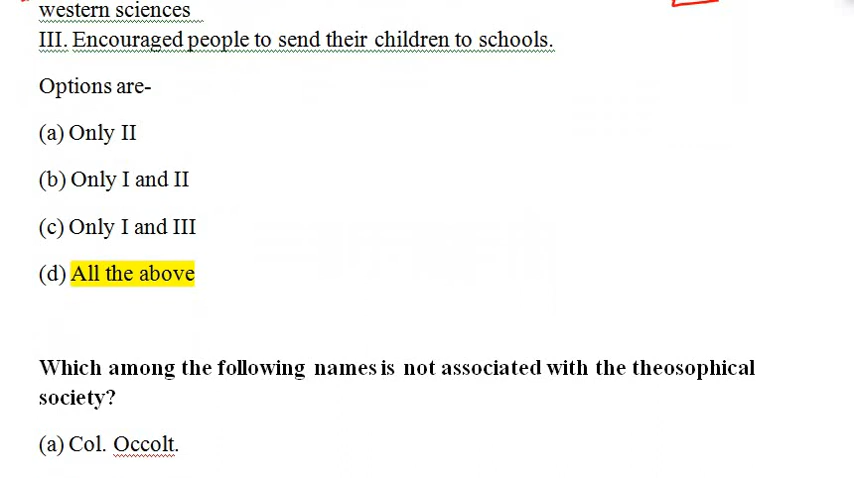 western sciences
III. Encouraged people to send their children to schools.
Options are-
(a) Only II
(b) Only I and II
(c) Only I and III
(d) All the above
Which among the following names is not associated with the theosophical
society?
(a) Col. Occolt.